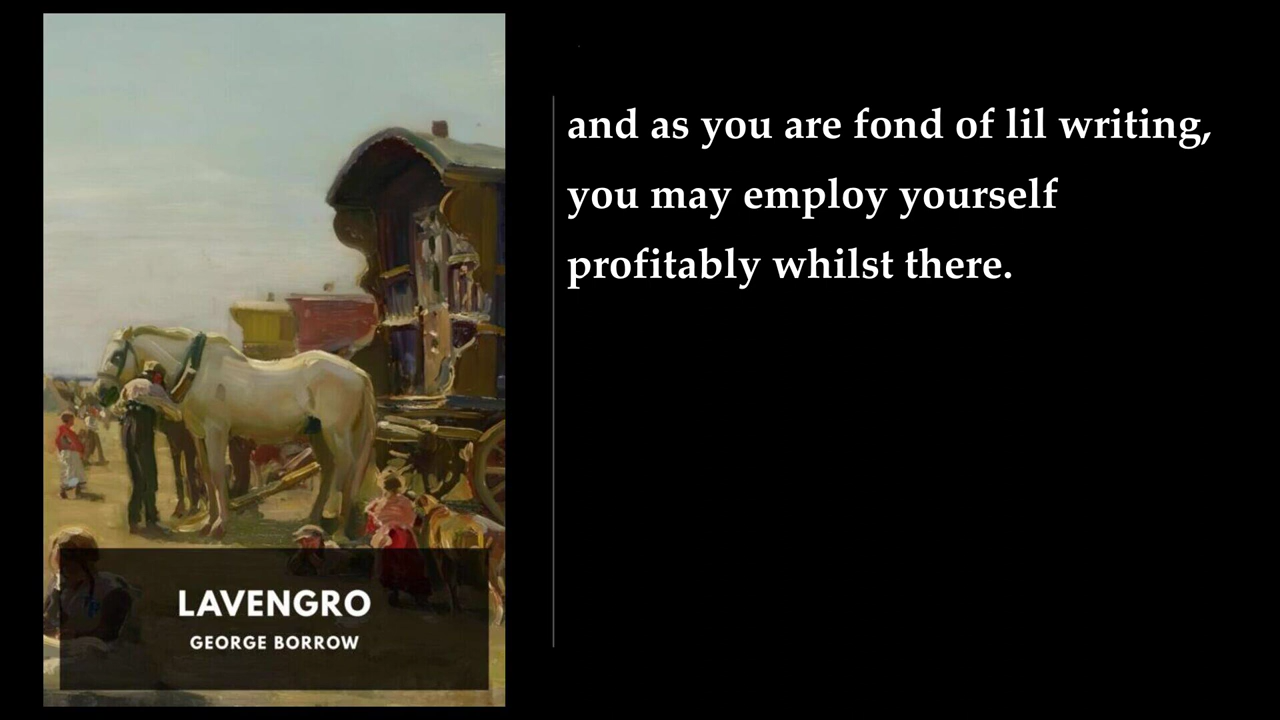 and as you are fond of lil writing,
you may employ yourself
profitably whilst there.
LAVENGRO
GEORGE BORROW